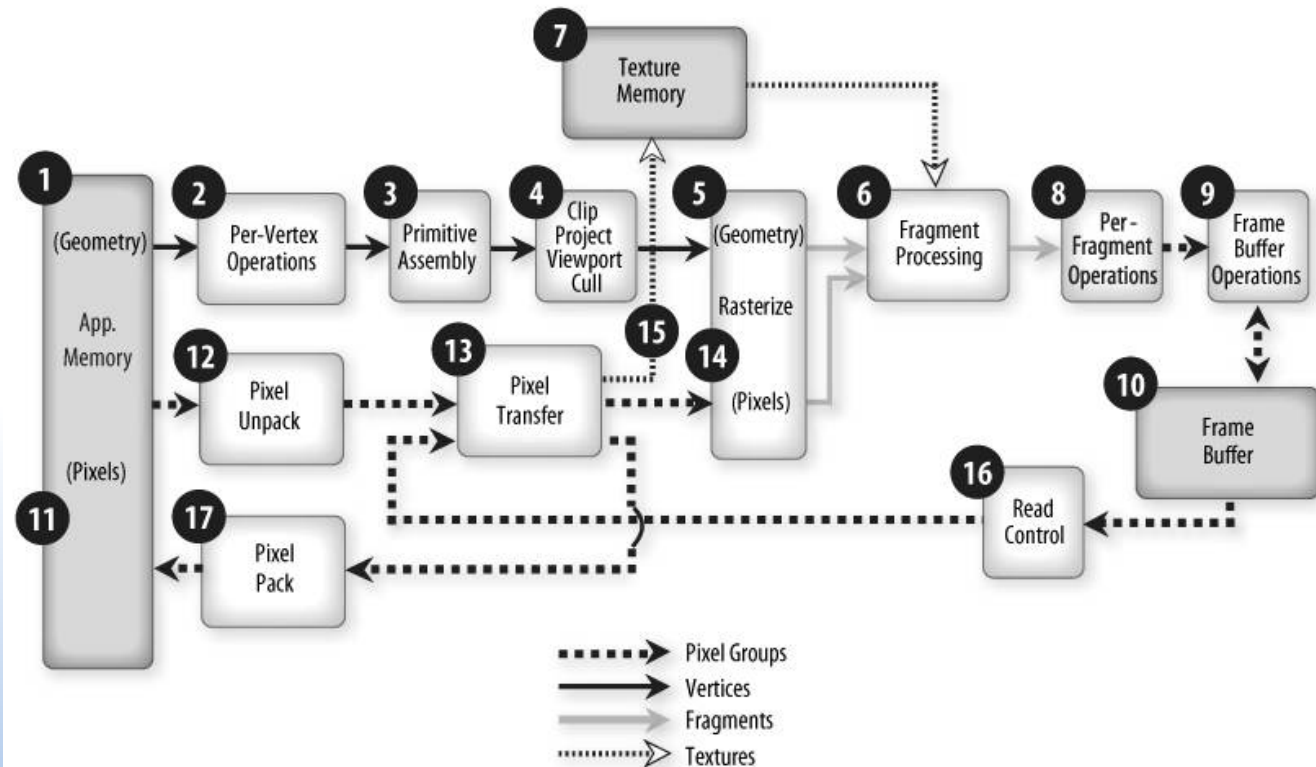 7
Texture
Memory
1
(Geometry)
App.
Memory
(Pixels)
11
2
Per-Vertex
Operations
3
Primitive
Assembly
4
Clip
Project
Viewport
Cull
5
(Geometry)
Rasterize
14
(Pixels)
6
Fragment
Processing
8
Per-
Fragment
Operations
9
Frame
Buffer
Operations
15
12
Pixel
Unpack
13
Pixel
Transfer
10
Frame
Buffer
16
Read
Control
17
Pixel
Pack
Pixel Groups
Vertices
Fragments
Textures